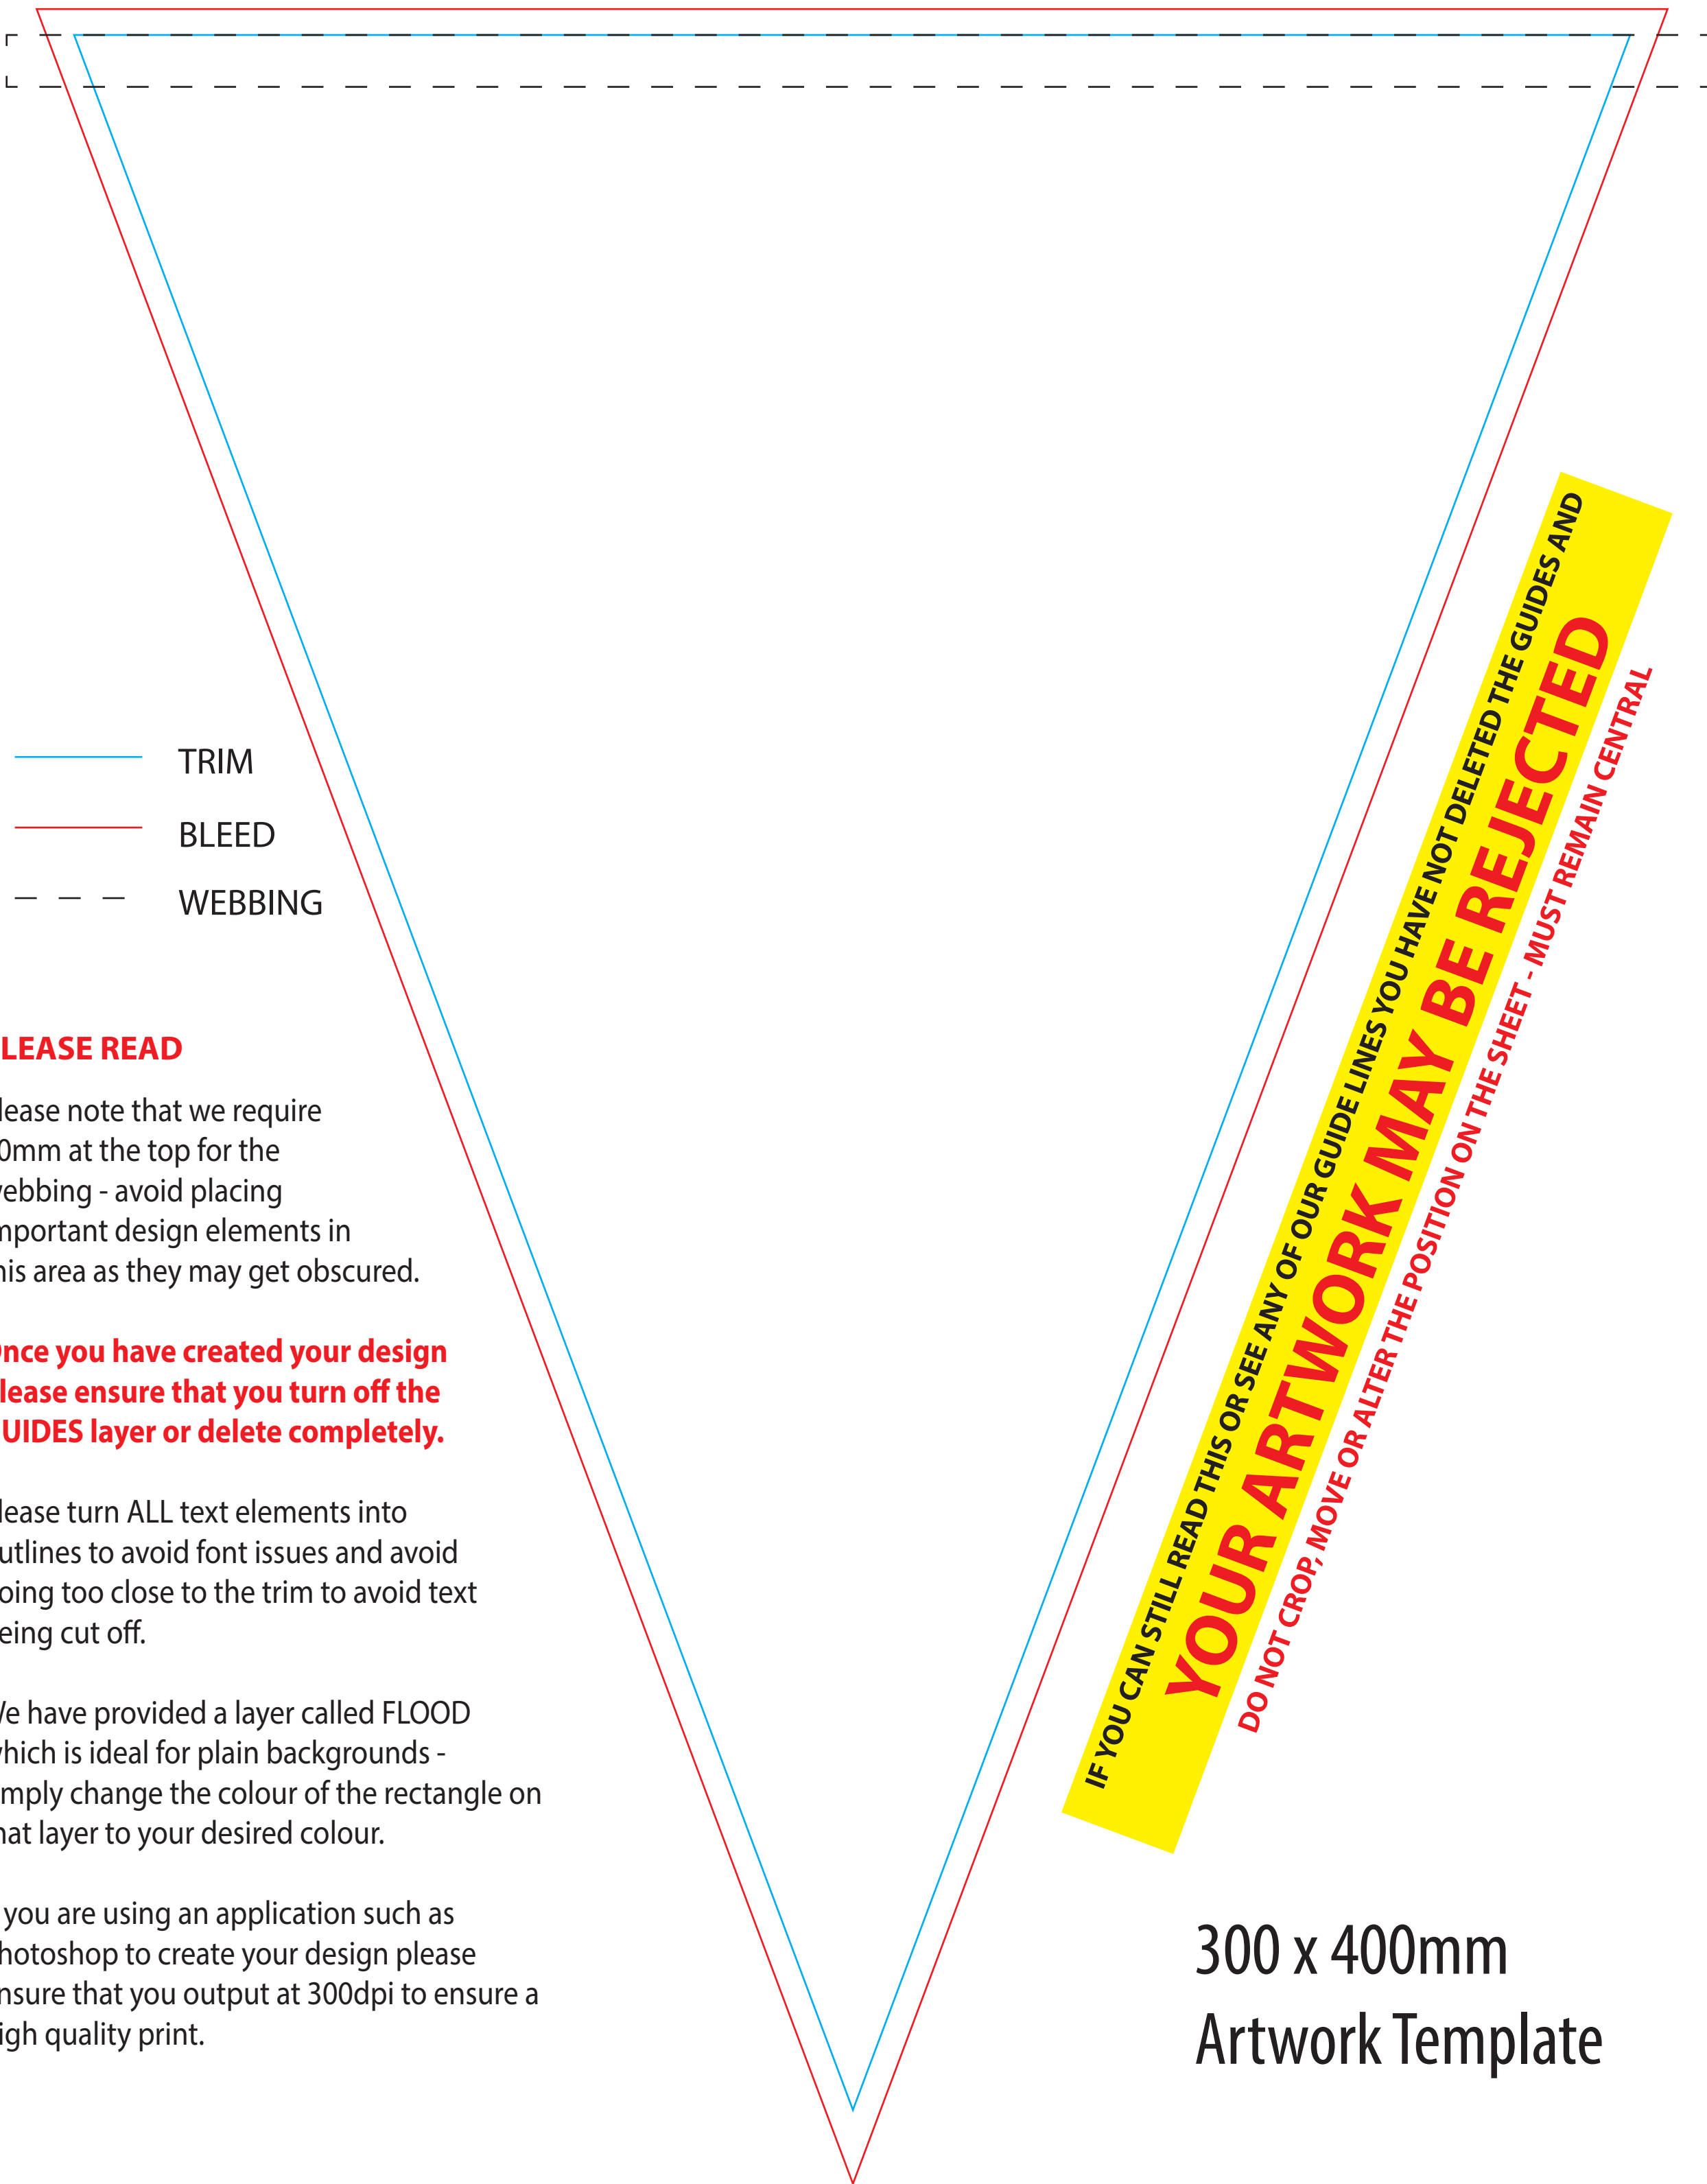 TRIM
BLEED
WEBBING
LEASE READ
lease note that we require
0mm at the top for the
ebbing - avoid placing
mportant design elements in
his area as they may get obscured.
nce you have created your design
lease ensure that you turn off the
UIDES layer or delete completely.
lease turn ALL text elements into
utlines to avoid font issues and avoid
oing too close to the trim to avoid text
eing cut off.
e have provided a layer called FLOOD
hich is ideal for plain backgrounds -
mply change the colour of the rectangle on
hat layer to your desired colour.
you are using an application such as
hotoshop to create your design please
nsure that you output at 300dpi to ensure a
igh quality print.
IF YOU CAN STILL READ THIS OR SEE ANY OF OUR GUIDE LINES YOU HAVE NOT DELETED THE GUIDES AND
YOUR ARTWORK MAY BE REJECTED
DO NOT CROP, MOVE OR ALTER THE POSITION ON THE SHEET - MUST REMAIN CENTRAL
300 x 400mm
Artwork Template